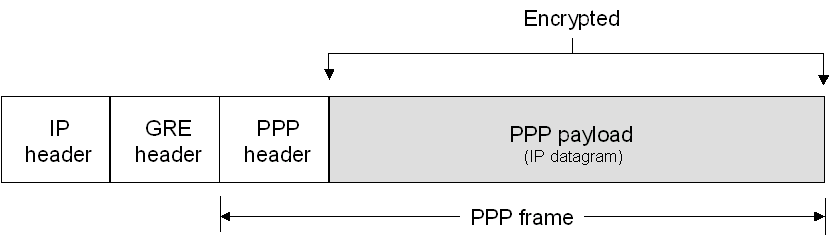 Encrypted
IP
header
GRE
header
PPP
header
PPP payload
(IP datagram)
PPP frame